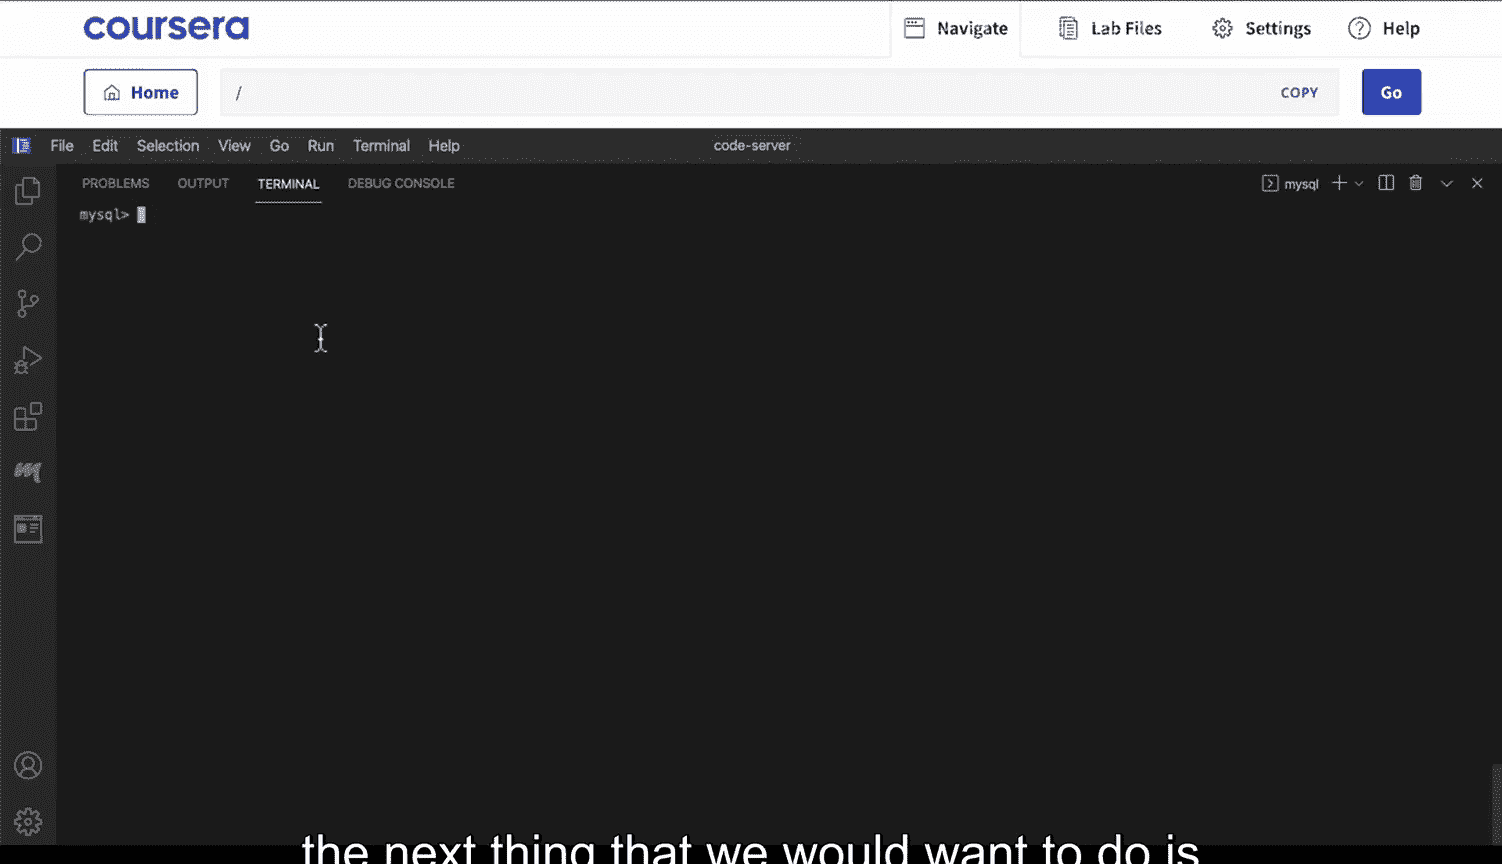 coursera Navigate Lab Files Settings Help
Home / COPY Go
File Edit Selection View Go Run Terminal Help code-server
PROBLEMS OUTPUT TERMINAL DEBUG CONSOLE mysql
mysql>
the next thing that we would want to do is